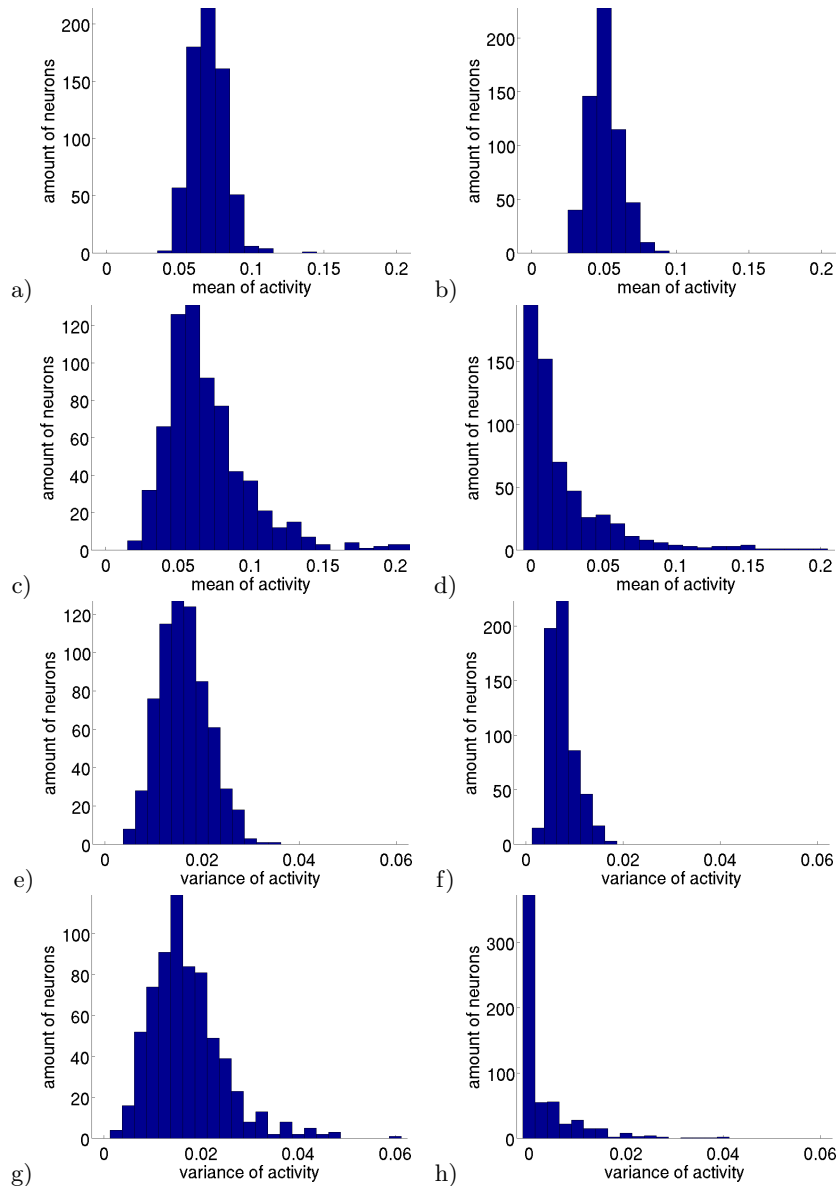 200
150
100
50
0
amount of neurons
0 0.05 0.1 0.15 0.2
mean of activity
a)
200
150
100
50
0
amount of neurons
0 0.05 0.1 0.15 0.2
mean of activity
b)
120
100
80
60
40
20
0
amount of neurons
0 0.05 0.1 0.15 0.2
mean of activity
c)
150
100
50
0
amount of neurons
0 0.05 0.1 0.15 0.2
mean of activity
d)
120
100
80
60
40
20
0
amount of neurons
0 0.02 0.04 0.06
variance of activity
e)
200
150
100
50
0
amount of neurons
0 0.02 0.04 0.06
variance of activity
f)
100
80
60
40
20
0
amount of neurons
0 0.02 0.04 0.06
variance of activity
g)
300
200
100
0
amount of neurons
0 0.02 0.04 0.06
variance of activity
h)